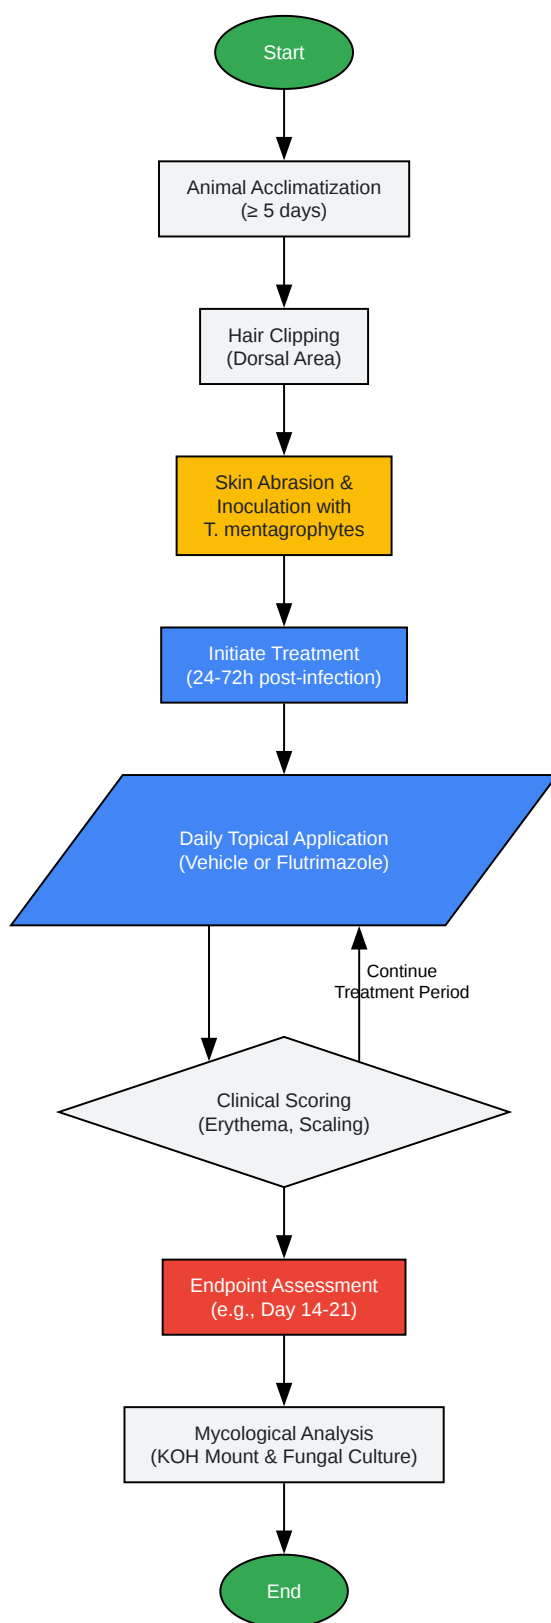 Start
Animal Acclimatization
(≥ 5 days)
Hair Clipping
(Dorsal Area)
Skin Abrasion &
Inoculation with
T. mentagrophytes
Initiate Treatment
(24-72h post-infection)
Daily Topical Application
(Vehicle or Flutrimazole)
Continue
Treatment Period
Clinical Scoring
(Erythema, Scaling)
Endpoint Assessment
(e.g., Day 14-21)
Mycological Analysis
(KOH Mount & Fungal Culture)
End